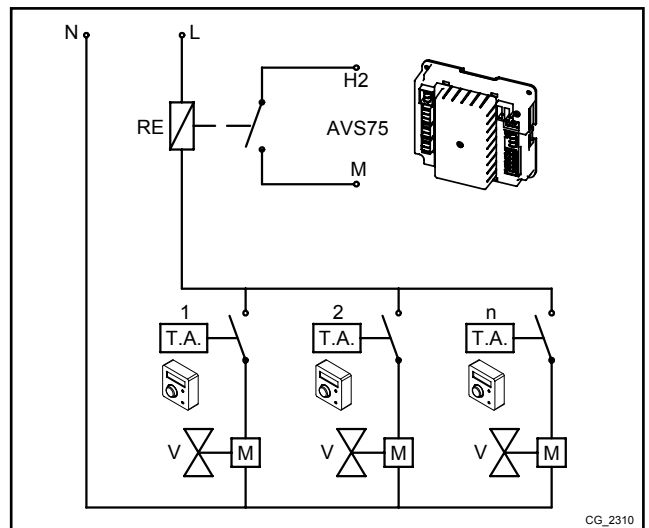 N L
H2
RE AVS75
M
1 2 n
T.A. T.A. T.A.
V M V M V M
CG_2310